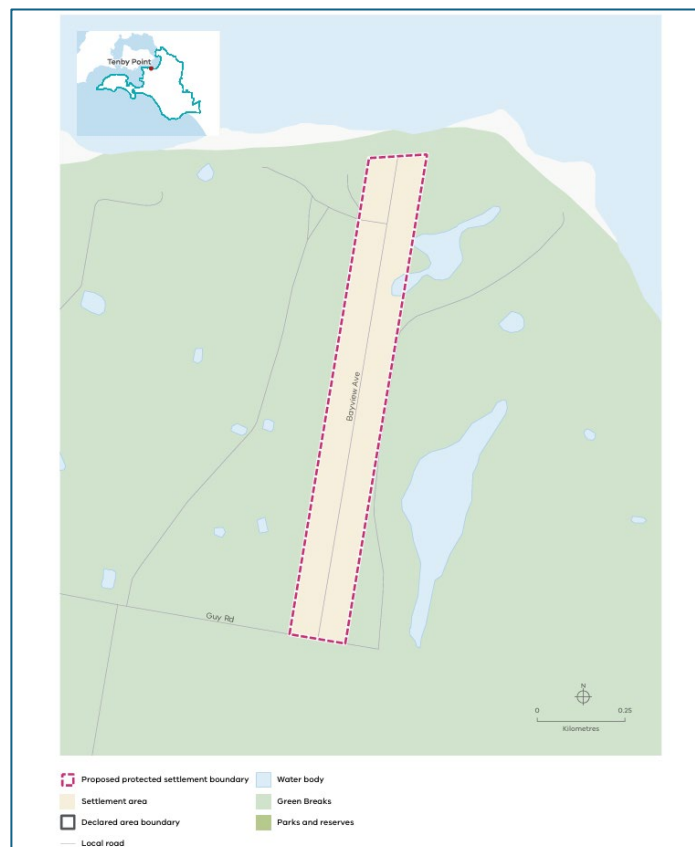 Tenby Point
Bayview Ave
Guy Rd
N
0 0.25
Kilometres
Proposed protected settlement boundary
Settlement area
Declared area boundary
Local road
Water body
Green Breaks
Parks and reserves